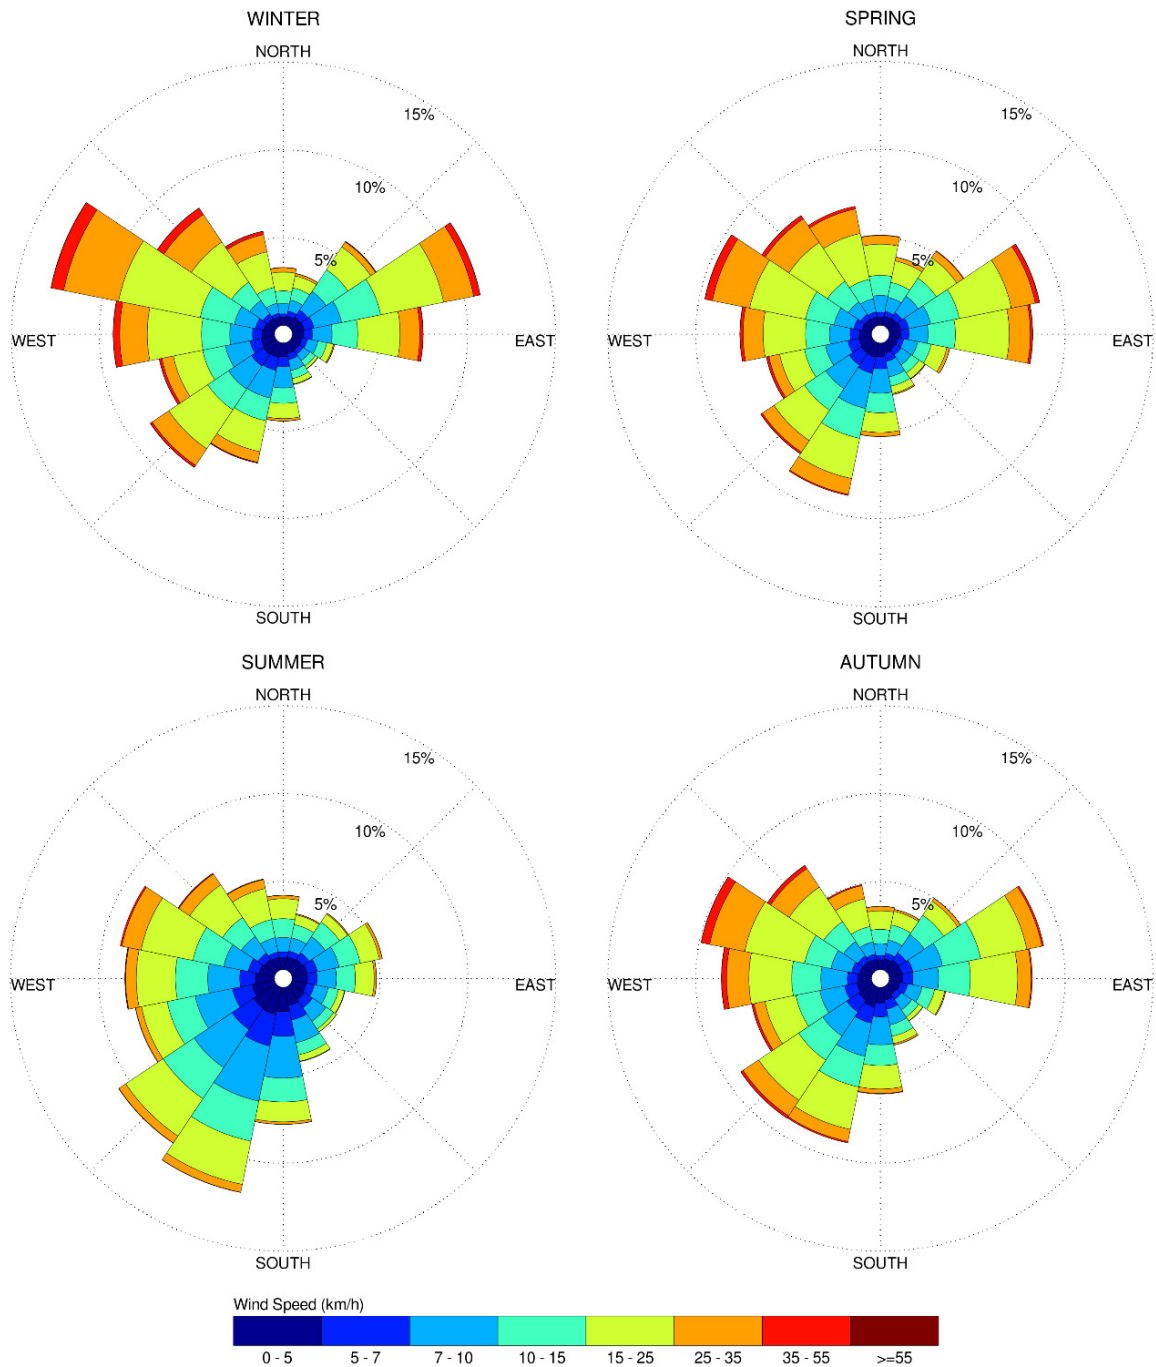 WINTER SPRING
NORTH NORTH
15% 15%
10% 10%
5% 5%
WEST EAST WEST EAST
SOUTH SOUTH
SUMMER AUTUMN
NORTH NORTH
15% 15%
10% 10%
5% 5%
WEST EAST WEST EAST
SOUTH SOUTH
Wind Speed (km/h)
0 - 5 5 - 7 7 - 10 10 - 15 15 - 25 25 - 35 35 - 55 >=55